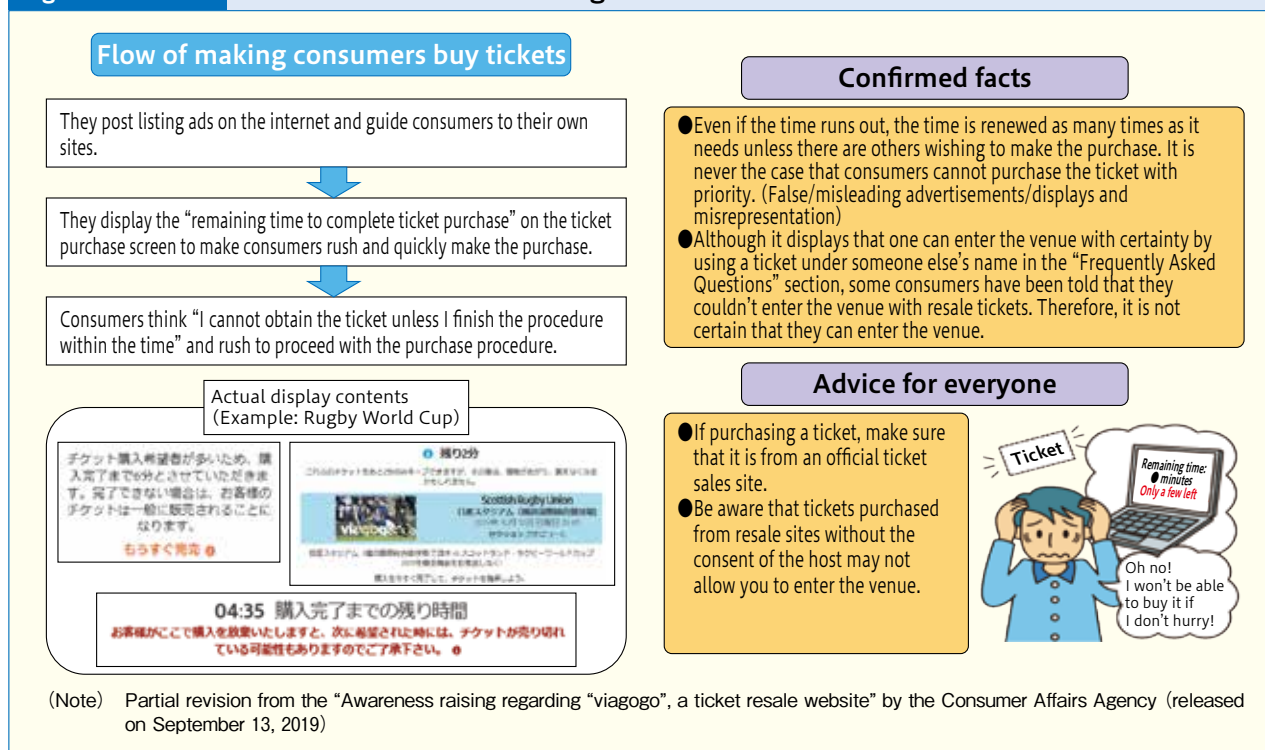 Flow of making consumers buy tickets
They post listing ads on the internet and guide consumers to their own
sites.
They display the “remaining time to complete ticket purchase” on the ticket
purchase screen to make consumers rush and quickly make the purchase.
Consumers think “I cannot obtain the ticket unless I finish the procedure
within the time” and rush to proceed with the purchase procedure.
Actual display contents
(Example: Rugby World Cup)
チケット購入希望者が多いため、購
入完了まで6分とさせていただきま
す。完了できない場合は、お客様の
チケットは一般に販売されることに
なります。
もうすぐ完売
残り2分
viagogo
Scottish Rugby Union
04:35 購入完了までの残り時間
お客様がここで購入を放棄いたしますと、次に希望された時には、チケットが売り切れ
ている可能性もありますのでご了承下さい。
Confirmed facts
●Even if the time runs out, the time is renewed as many times as it
needs unless there are others wishing to make the purchase. It is
never the case that consumers cannot purchase the ticket with
priority. (False/misleading advertisements/displays and
misrepresentation)
●Although it displays that one can enter the venue with certainty by
using a ticket under someone else’s name in the “Frequently Asked
Questions” section, some consumers have been told that they
couldn’t enter the venue with resale tickets. Therefore, it is not
certain that they can enter the venue.
Advice for everyone
●If purchasing a ticket, make sure
that it is from an official ticket
sales site.
●Be aware that tickets purchased
from resale sites without the
consent of the host may not
allow you to enter the venue.
Ticket
Remaining time:
● minutes
Only a few left
Oh no!
I won’t be able
to buy it if
I don’t hurry!
(Note) Partial revision from the “Awareness raising regarding “viagogo”, a ticket resale website” by the Consumer Affairs Agency (released
on September 13, 2019)